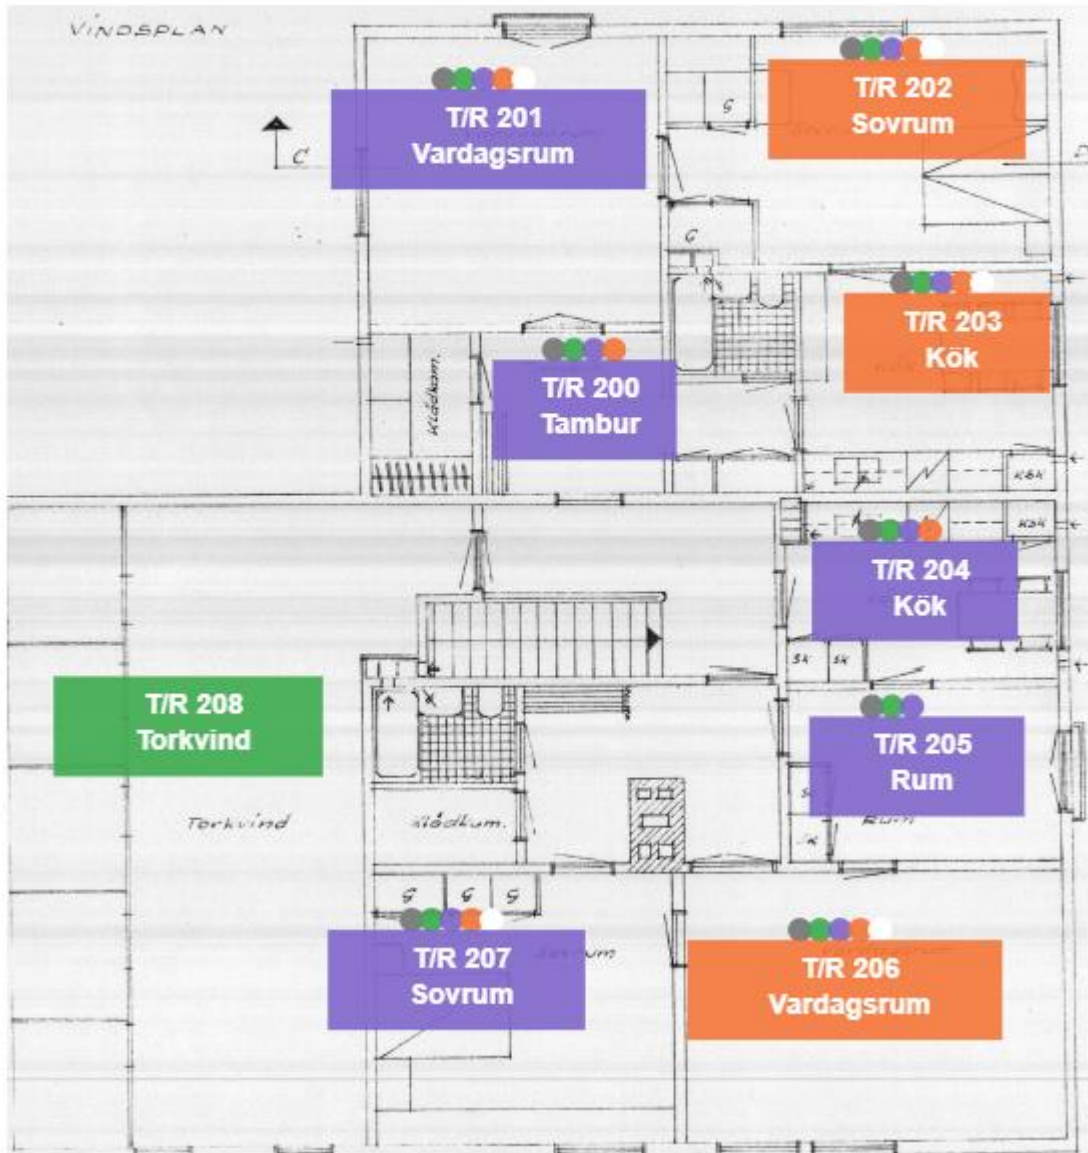 VINDSPLAN
T/R 201
Vardagsrum
T/R 202
Sovrum
G
C
D
G
T/R 203
Kök
T/R 200
Tambur
Klädkam.
KSK
KSK
T/R 204
Kök
SK
SK
T/R 208
Torkvind
T/R 205
Rum
Torkvind
Klädkam.
Rum
G
G
G
T/R 207
Sovrum
T/R 206
Vardagsrum